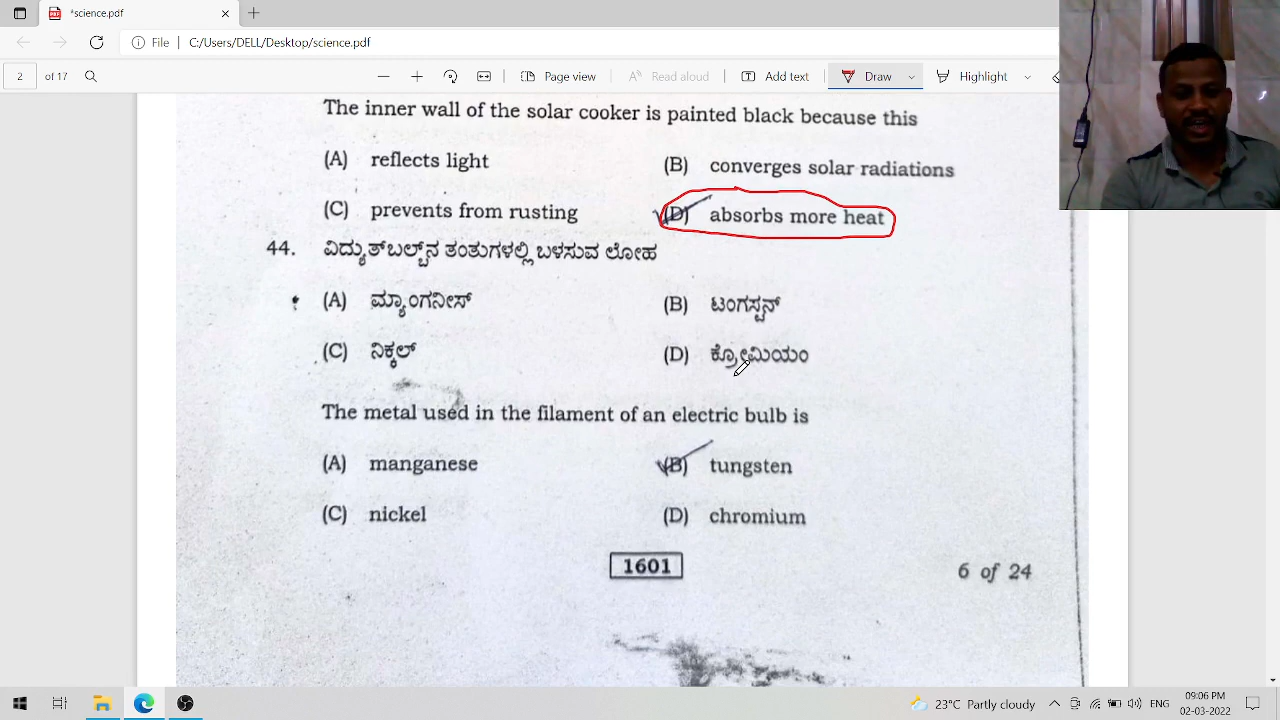 *science.pdf
File
C:/Users/DELL/Desktop/science.pdf
2 of 17
Page view
Read aloud
Add text
Draw
Highlight
The inner wall of the solar cooker is painted black because this
(A) reflects light (B) converges solar radiations
(C) prevents from rusting (D) absorbs more heat
44. ವಿದ್ಯುತ್‌ಬಲ್ಬ್‌ನ ತಂತುಗಳಲ್ಲಿ ಬಳಸುವ ಲೋಹ
(A) ಮ್ಯಾಂಗನೀಸ್ (B) ಟಂಗಸ್ಟನ್
(C) ನಿಕ್ಕಲ್ (D) ಕ್ರೋಮಿಯಂ
The metal used in the filament of an electric bulb is
(A) manganese (B) tungsten
(C) nickel (D) chromium
1601
6 of 24
23°C Partly cloudy
ENG
09:06 PM
02-03-2022